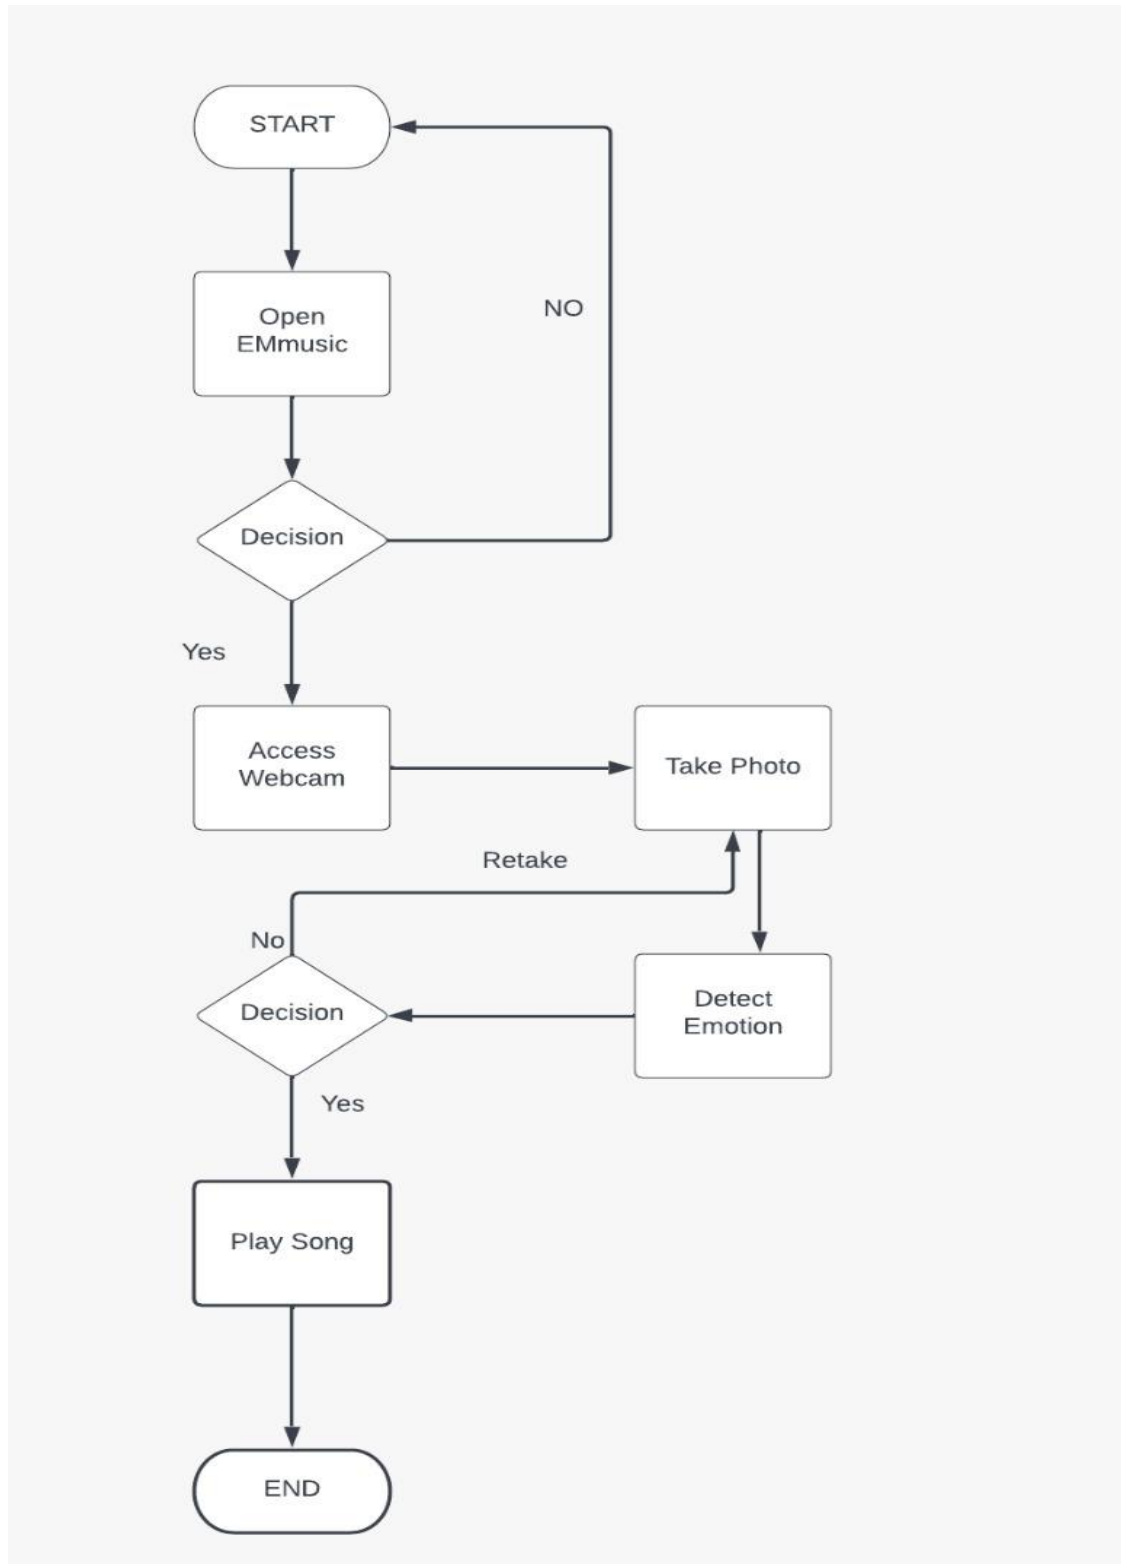 START
NO
Open
EMmusic
Decision
Yes
Access
Webcam
Take Photo
Retake
No
Decision
Detect
Emotion
Yes
Play Song
END